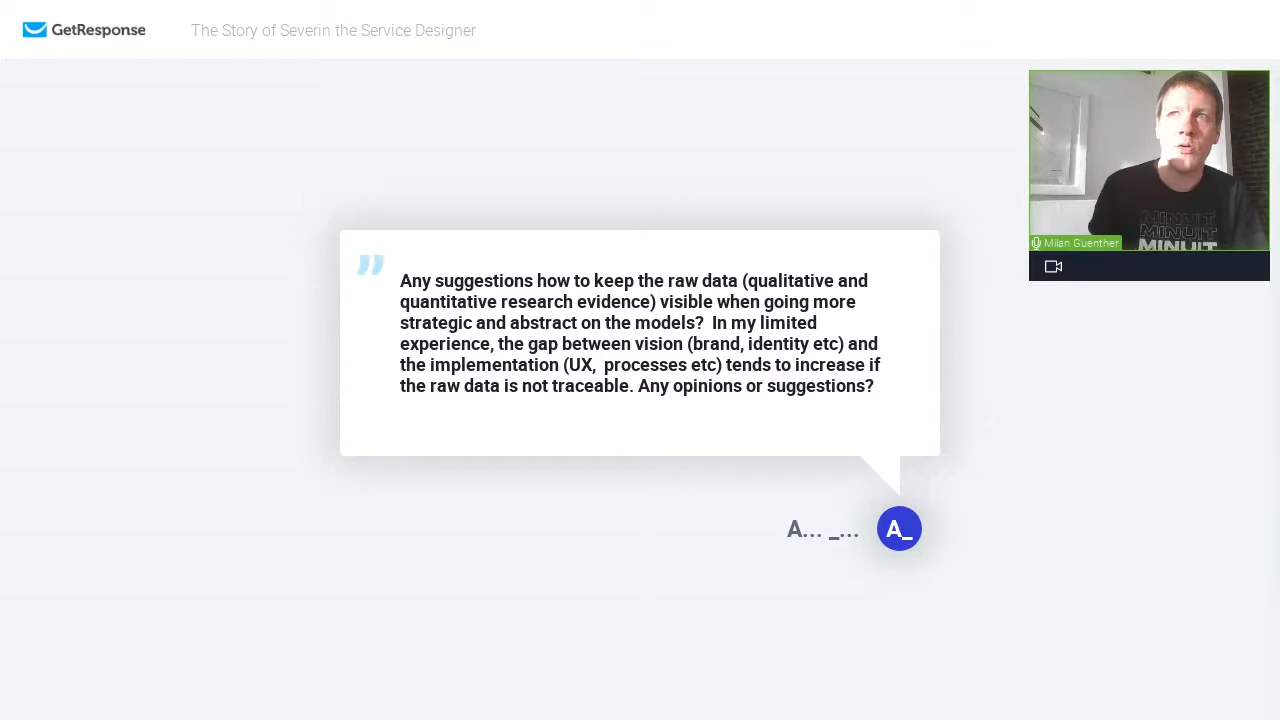 GetResponse
The Story of Severin the Service Designer
Any suggestions how to keep the raw data (qualitative and
quantitative research evidence) visible when going more
strategic and abstract on the models?  In my limited
experience, the gap between vision (brand, identity etc) and
the implementation (UX,  processes etc) tends to increase if
the raw data is not traceable. Any opinions or suggestions?
A... _...
A_
MINUIT
MINUIT
MINUIT
Milan Guenther